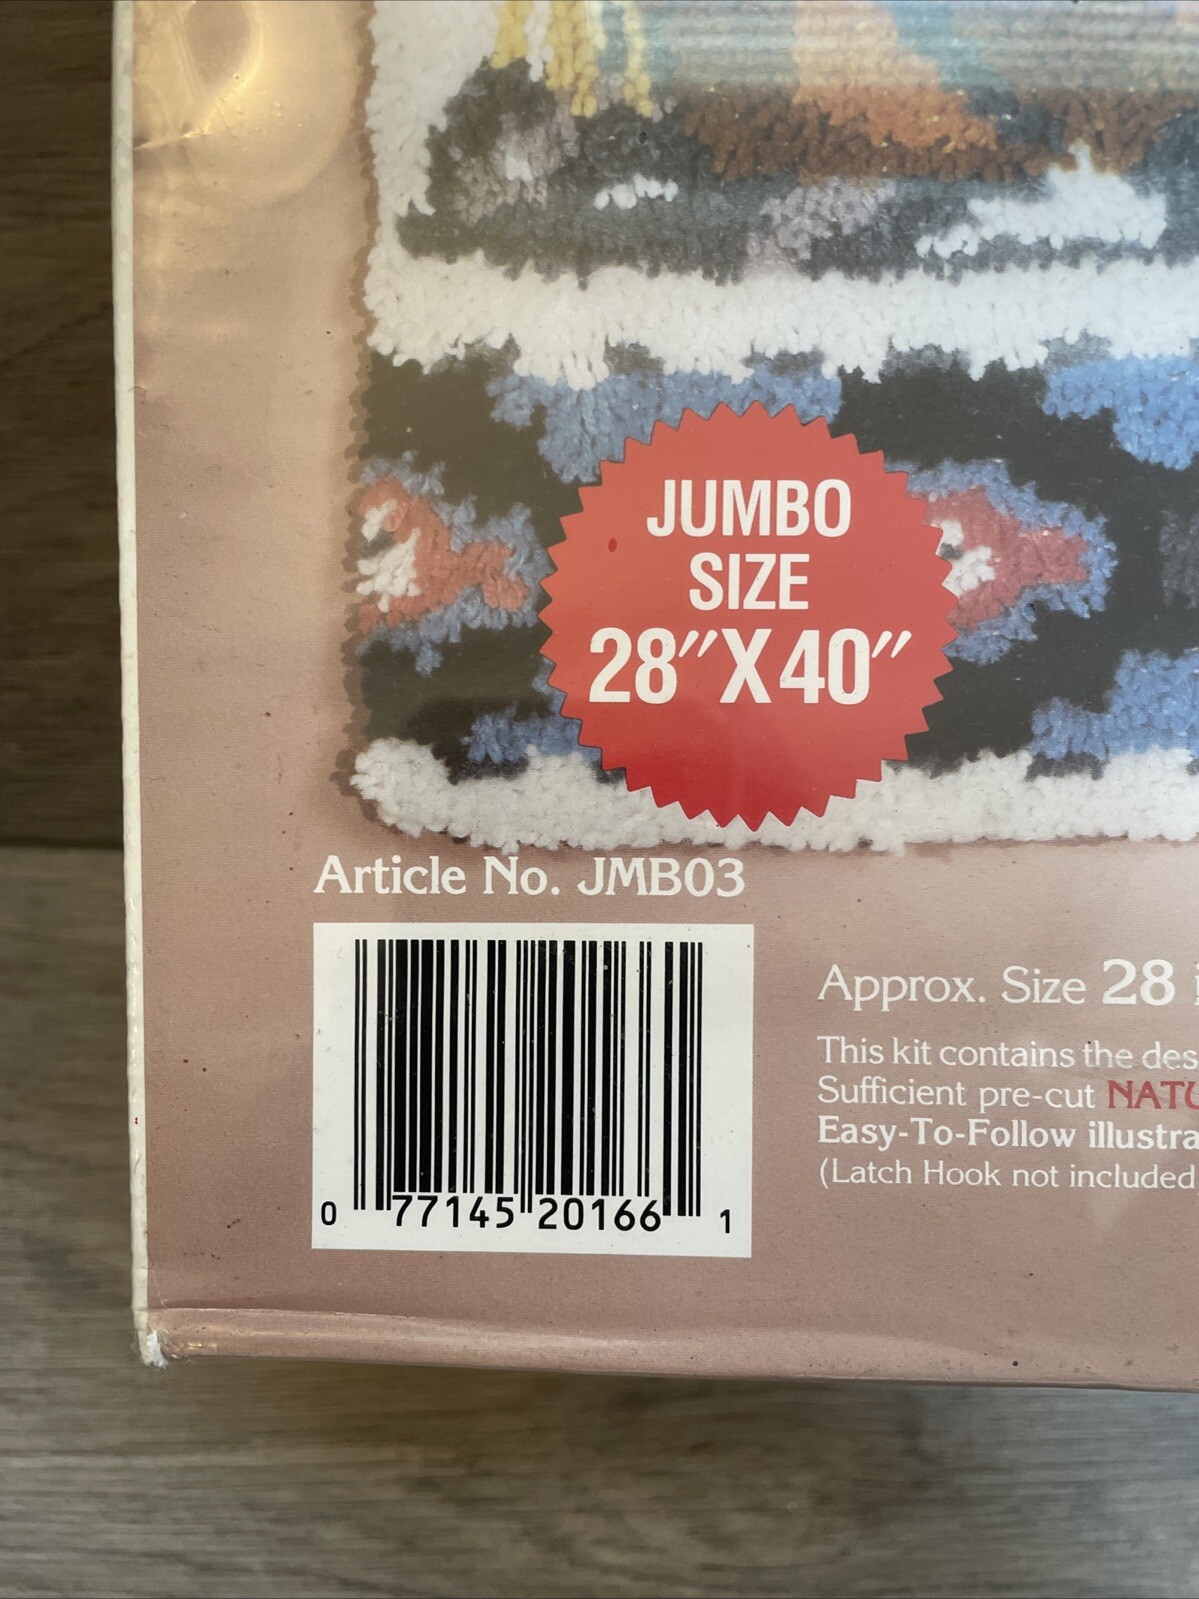 JUMBO
SIZE
28″X40″
Article No. JMB03
0 77145 20166 1
Approx. Size 28
This kit contains the des
Sufficient pre-cut NATU
Easy-To-Follow illustra
(Latch Hook not included